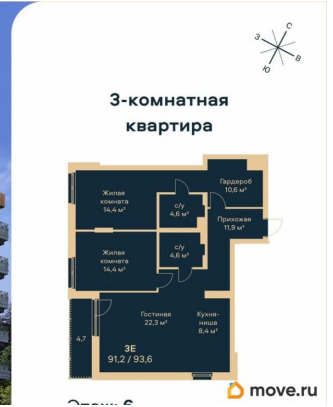 С
З
В
Ю
3-комнатная
квартира
Гардероб
10,6 м²
Жилая
комната
14,4 м²
с/у
4,6 м²
Прихожая
11,9 м²
Жилая
комната
14,4 м²
с/у
4,6 м²
Гостиная
22,3 м²
Кухня-
ниша
8,4 м²
4,7
3Е
91,2 / 93,6
Этаж: 6
move.ru